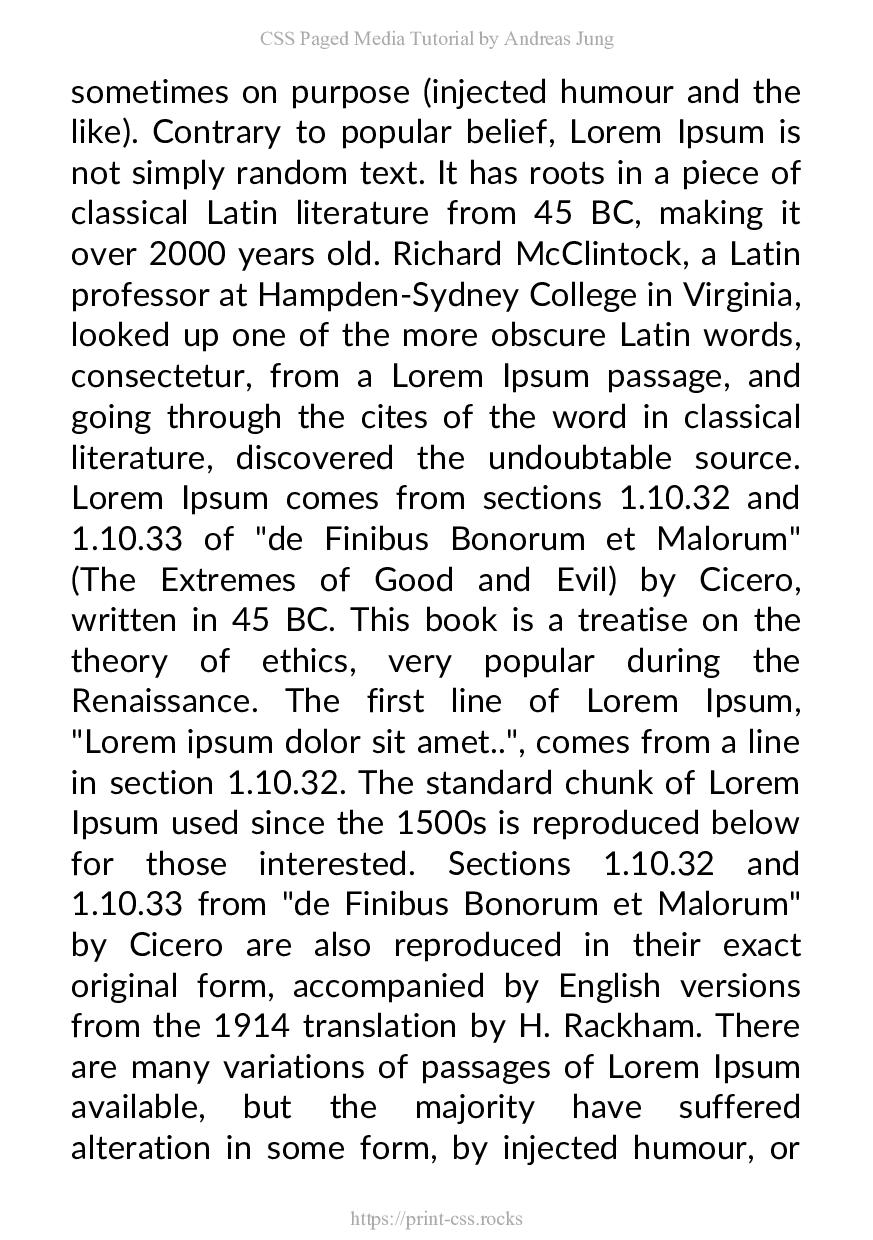 CSS Paged Media Tutorial by Andreas Jung
sometimes on purpose (injected humour and the
like). Contrary to popular belief, Lorem Ipsum is
not simply random text. It has roots in a piece of
classical Latin literature from 45 BC, making it
over 2000 years old. Richard McClintock, a Latin
professor at Hampden-Sydney College in Virginia,
looked up one of the more obscure Latin words,
consectetur, from a Lorem Ipsum passage, and
going through the cites of the word in classical
literature, discovered the undoubtable source.
Lorem Ipsum comes from sections 1.10.32 and
1.10.33 of "de Finibus Bonorum et Malorum"
(The Extremes of Good and Evil) by Cicero,
written in 45 BC. This book is a treatise on the
theory of ethics, very popular during the
Renaissance. The first line of Lorem Ipsum,
"Lorem ipsum dolor sit amet..", comes from a line
in section 1.10.32. The standard chunk of Lorem
Ipsum used since the 1500s is reproduced below
for those interested. Sections 1.10.32 and
1.10.33 from "de Finibus Bonorum et Malorum"
by Cicero are also reproduced in their exact
original form, accompanied by English versions
from the 1914 translation by H. Rackham. There
are many variations of passages of Lorem Ipsum
available, but the majority have suffered
alteration in some form, by injected humour, or
https://print-css.rocks